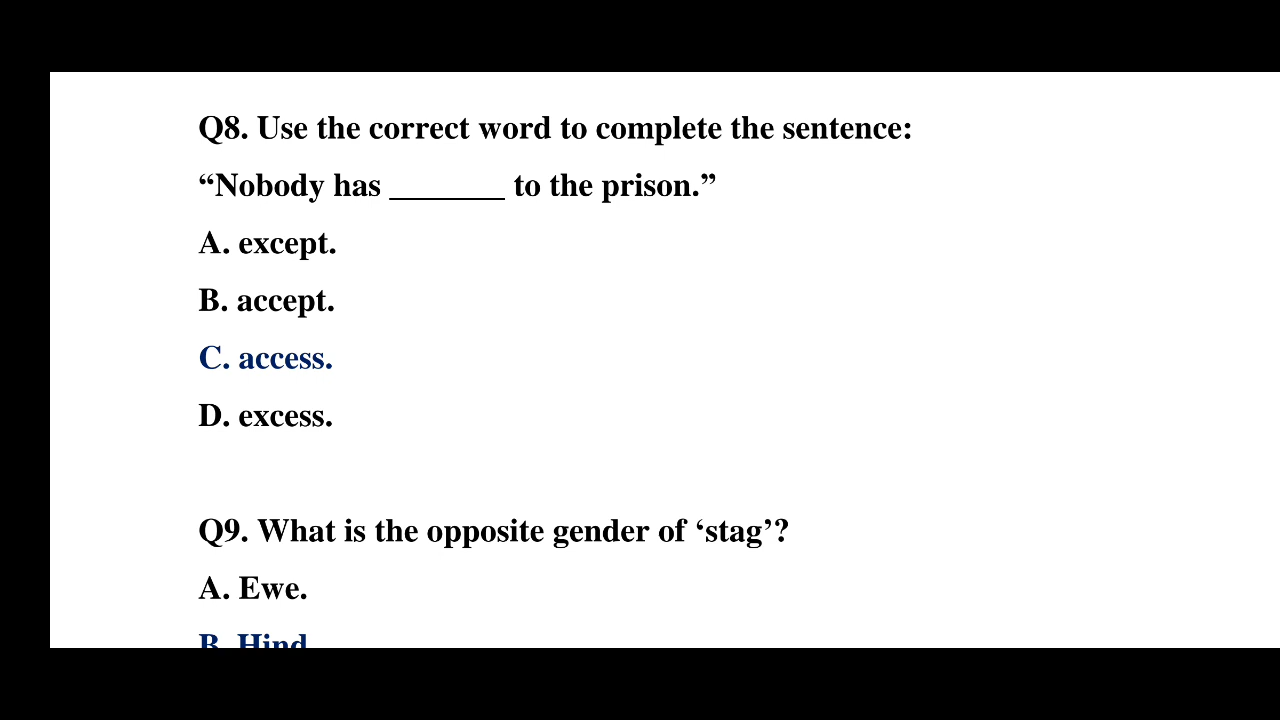 Q8. Use the correct word to complete the sentence:
“Nobody has _______ to the prison.”
A. except.
B. accept.
C. access.
D. excess.
Q9. What is the opposite gender of ‘stag’?
A. Ewe.
B. Hind